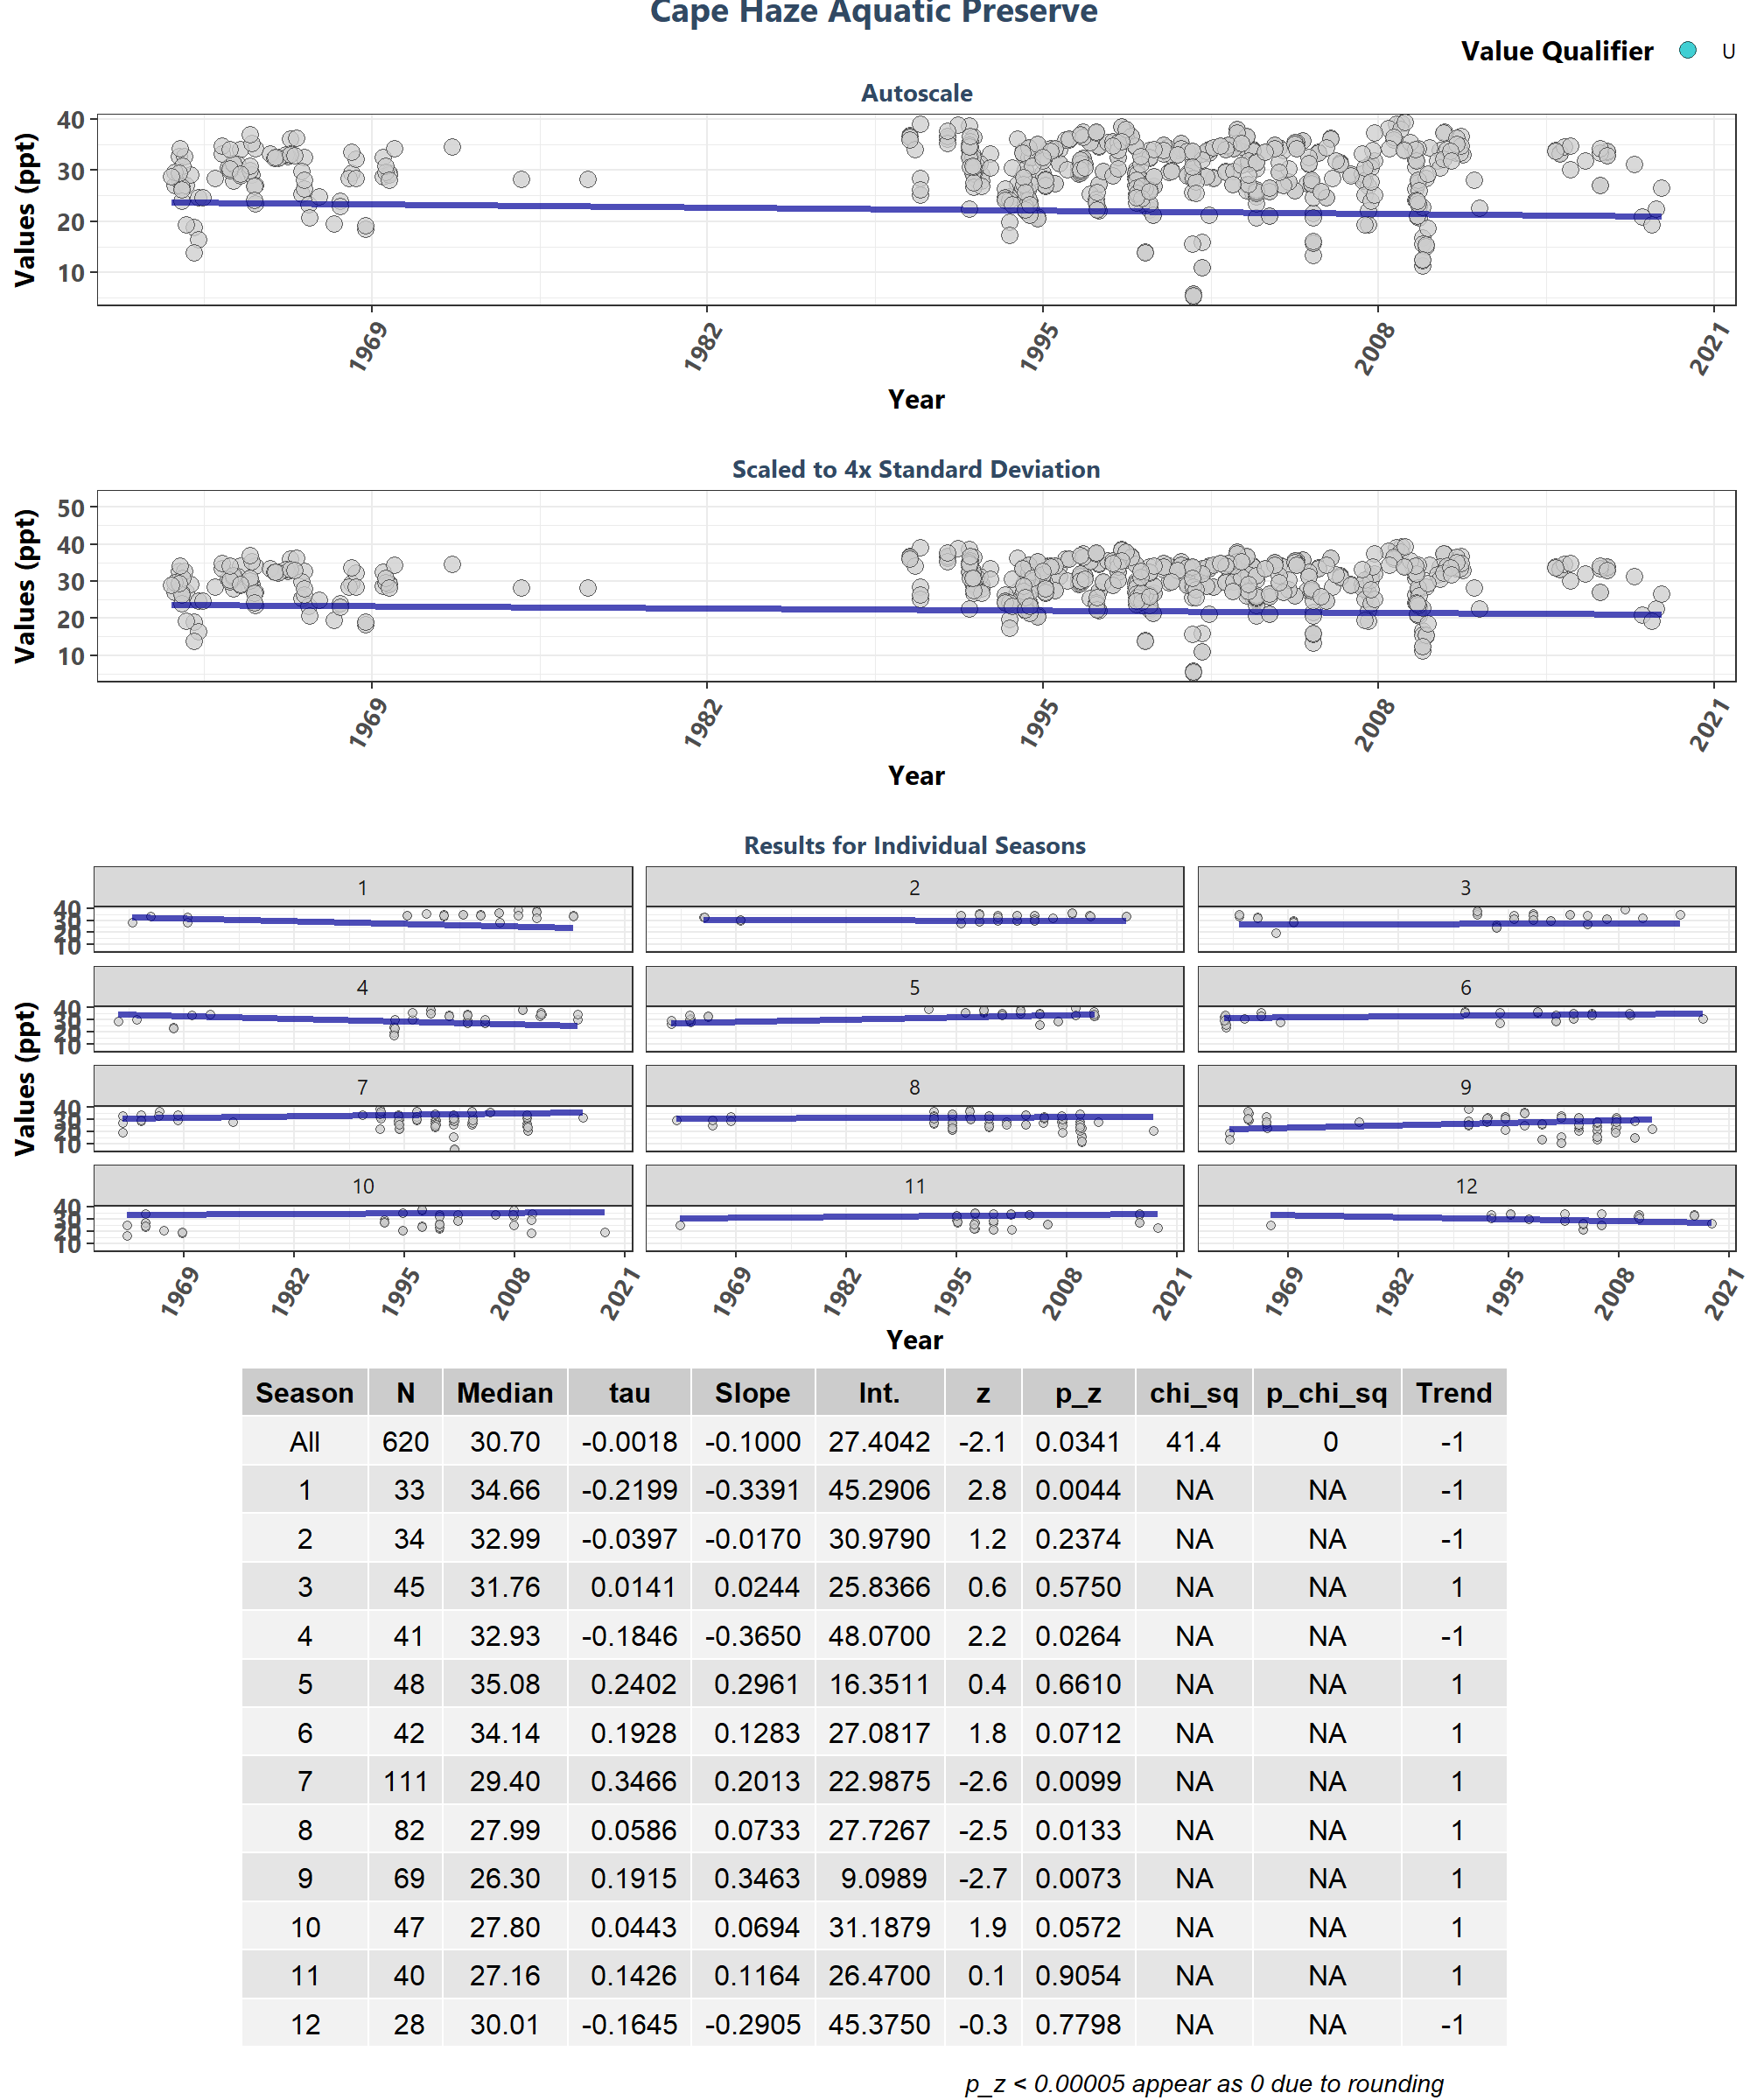 Cape Haze Aquatic Preserve
Value Qualifier U
Autoscale
Values (ppt)
40
30
20
10
1969 1982 1995 2008 2021
Year
Scaled to 4x Standard Deviation
Values (ppt)
50
40
30
20
10
1969 1982 1995 2008 2021
Year
Results for Individual Seasons
Values (ppt)
1 2 3
40
30
20
10
4 5 6
40
30
20
10
7 8 9
40
30
20
10
10 11 12
40
30
20
10
1969 1982 1995 2008 2021 1969 1982 1995 2008 2021 1969 1982 1995 2008 2021
Year
Season N Median tau Slope Int. z p_z chi_sq p_chi_sq Trend
All 620 30.70 -0.0018 -0.1000 27.4042 -2.1 0.0341 41.4 0 -1
1 33 34.66 -0.2199 -0.3391 45.2906 2.8 0.0044 NA NA -1
2 34 32.99 -0.0397 -0.0170 30.9790 1.2 0.2374 NA NA -1
3 45 31.76 0.0141 0.0244 25.8366 0.6 0.5750 NA NA 1
4 41 32.93 -0.1846 -0.3650 48.0700 2.2 0.0264 NA NA -1
5 48 35.08 0.2402 0.2961 16.3511 0.4 0.6610 NA NA 1
6 42 34.14 0.1928 0.1283 27.0817 1.8 0.0712 NA NA 1
7 111 29.40 0.3466 0.2013 22.9875 -2.6 0.0099 NA NA 1
8 82 27.99 0.0586 0.0733 27.7267 -2.5 0.0133 NA NA 1
9 69 26.30 0.1915 0.3463 9.0989 -2.7 0.0073 NA NA 1
10 47 27.80 0.0443 0.0694 31.1879 1.9 0.0572 NA NA 1
11 40 27.16 0.1426 0.1164 26.4700 0.1 0.9054 NA NA 1
12 28 30.01 -0.1645 -0.2905 45.3750 -0.3 0.7798 NA NA -1
p_z < 0.00005 appear as 0 due to rounding